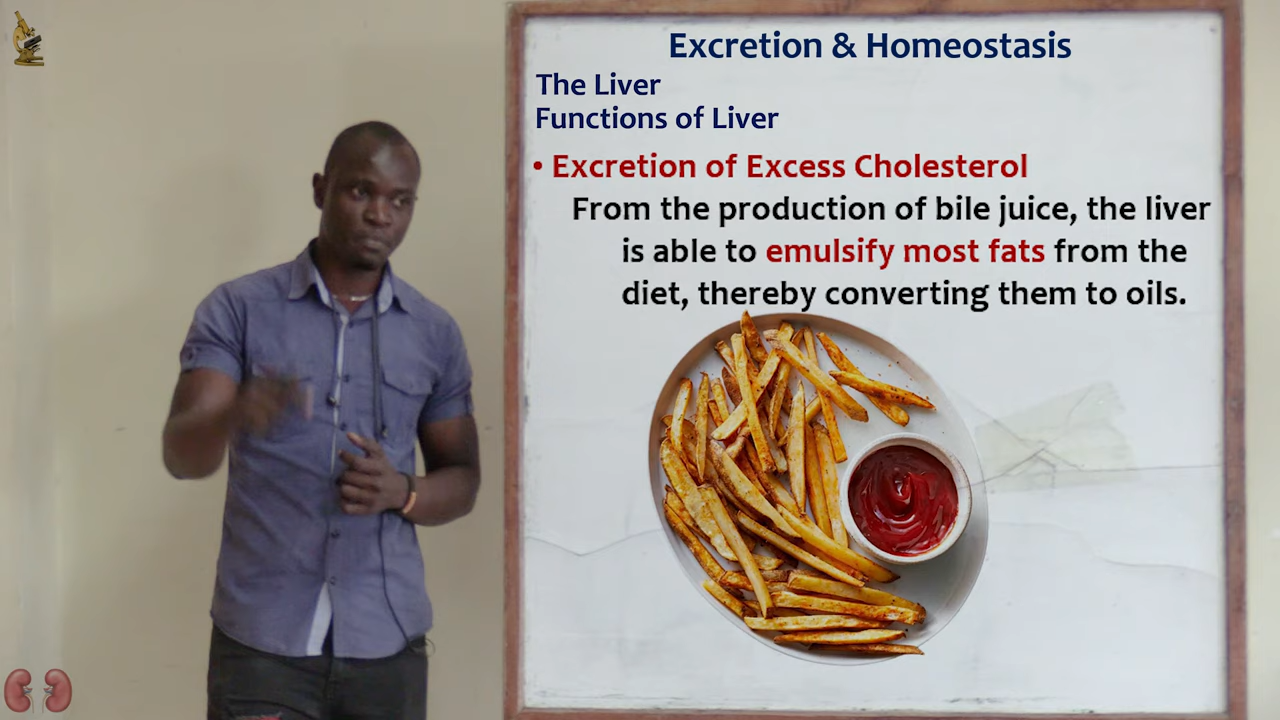 Excretion & Homeostasis
The Liver
Functions of Liver
• Excretion of Excess Cholesterol
From the production of bile juice, the liver
is able to emulsify most fats from the
diet, thereby converting them to oils.